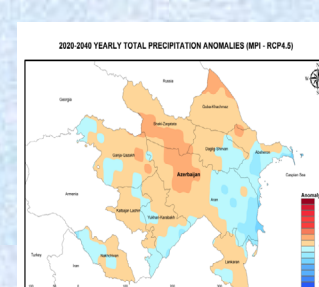 2020-2040 YEARLY TOTAL PRECIPITATION ANOMALIES (MPI - RCP4.5)
Russia
Georgia
Guba-Khachmaz
Sheki-Zaqatala
Ganja-Qazakh
Daglig Shirvan
Absheron
Azerbaijan
Caspian Sea
Armenia
Aran
Kalbajar-Lachin
Yukhari Karabakh
Turkey
Nakhchivan
Iran
Lankaran
Anomaly